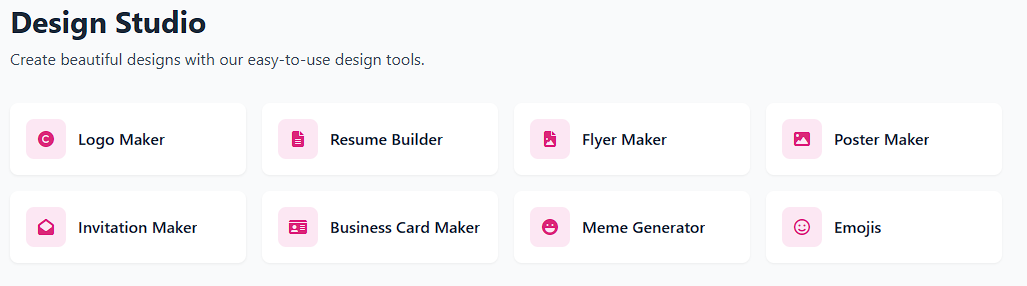 Design Studio
Create beautiful designs with our easy-to-use design tools.
Logo Maker
Resume Builder
Flyer Maker
Poster Maker
Invitation Maker
Business Card Maker
Meme Generator
Emojis